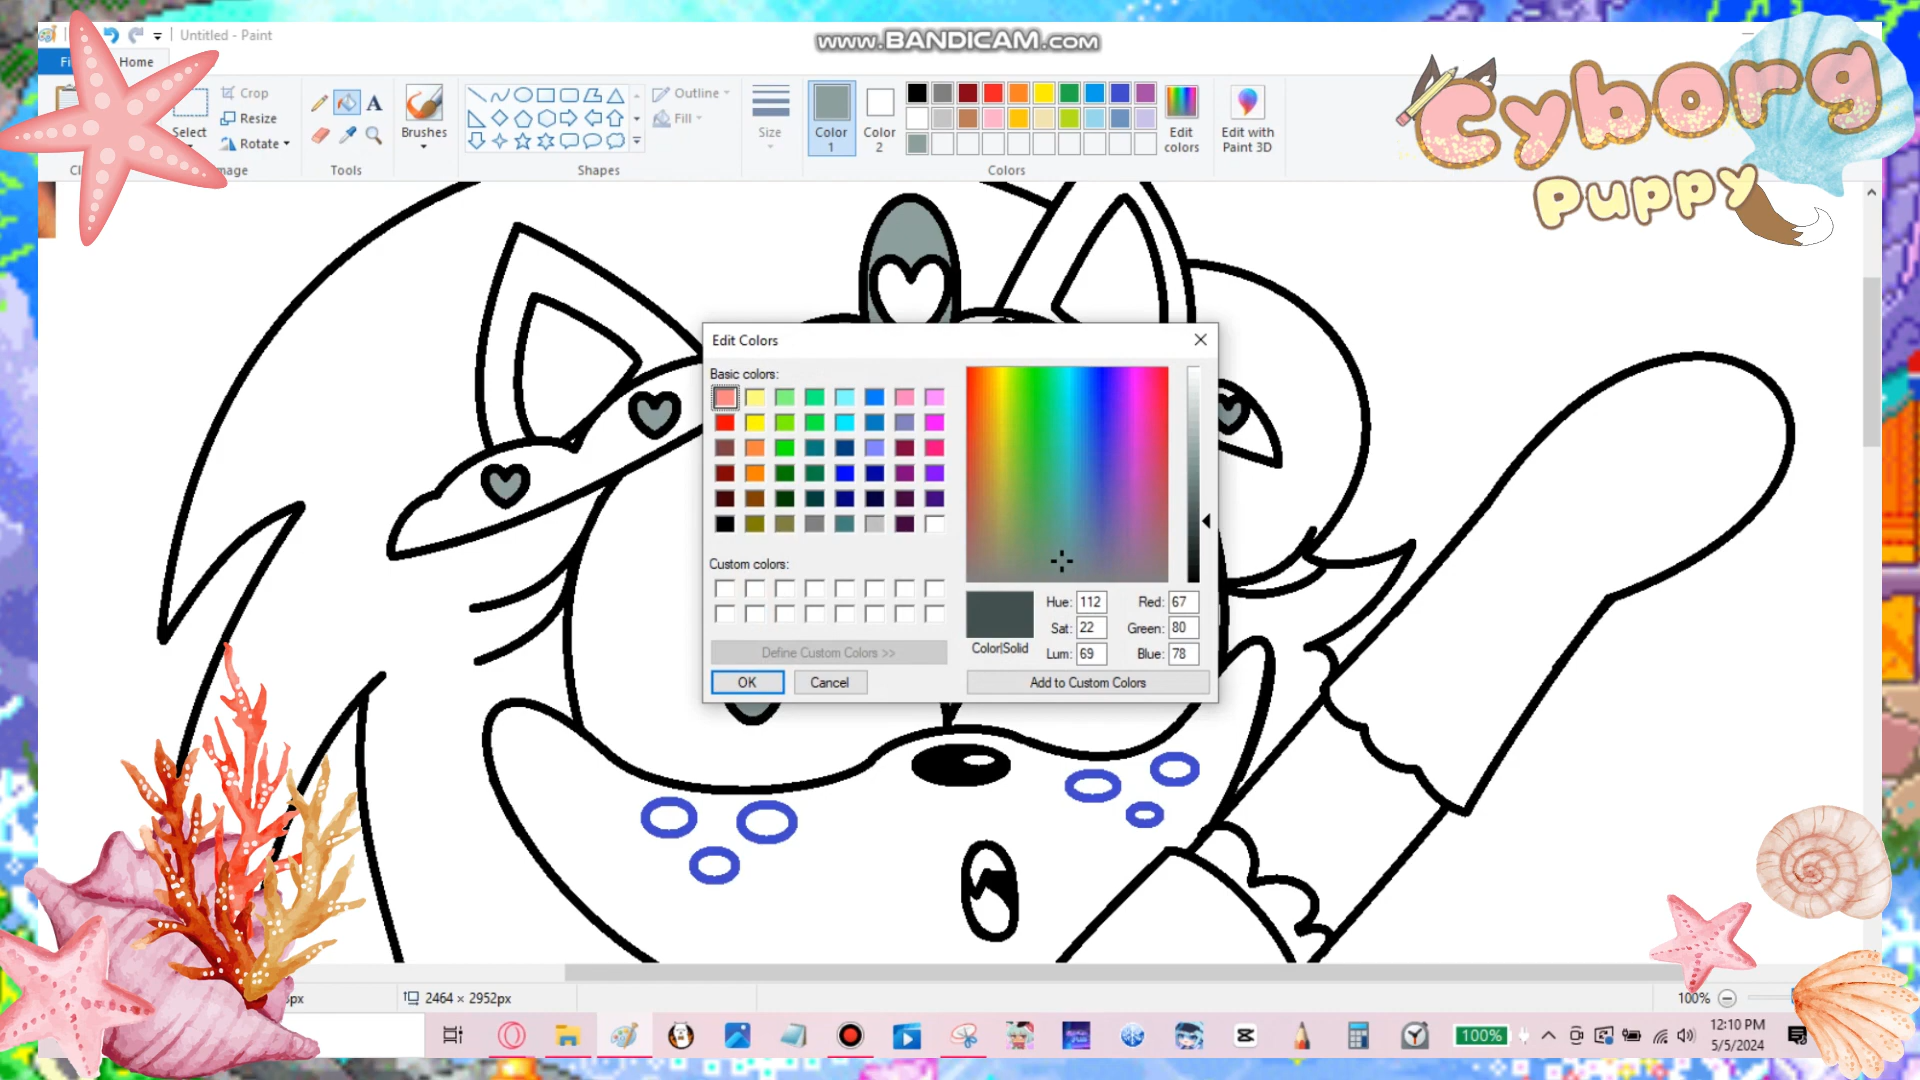 Untitled - Paint
www.BANDICAM.com
Cyborg
Puppy
Home
Crop
Resize
Rotate
Select
Tools
Brushes
Shapes
Outline
Fill
Size
Color
1
Color
2
Edit
colors
Edit with
Paint 3D
Colors
Edit Colors
Basic colors:
Custom colors:
Define Custom Colors >>
OK
Cancel
Hue: 112
Sat: 22
Lum: 69
Red: 67
Green: 80
Blue: 78
Color|Solid
Add to Custom Colors
2464 × 2952px
100%
100%
12:10 PM
5/5/2024